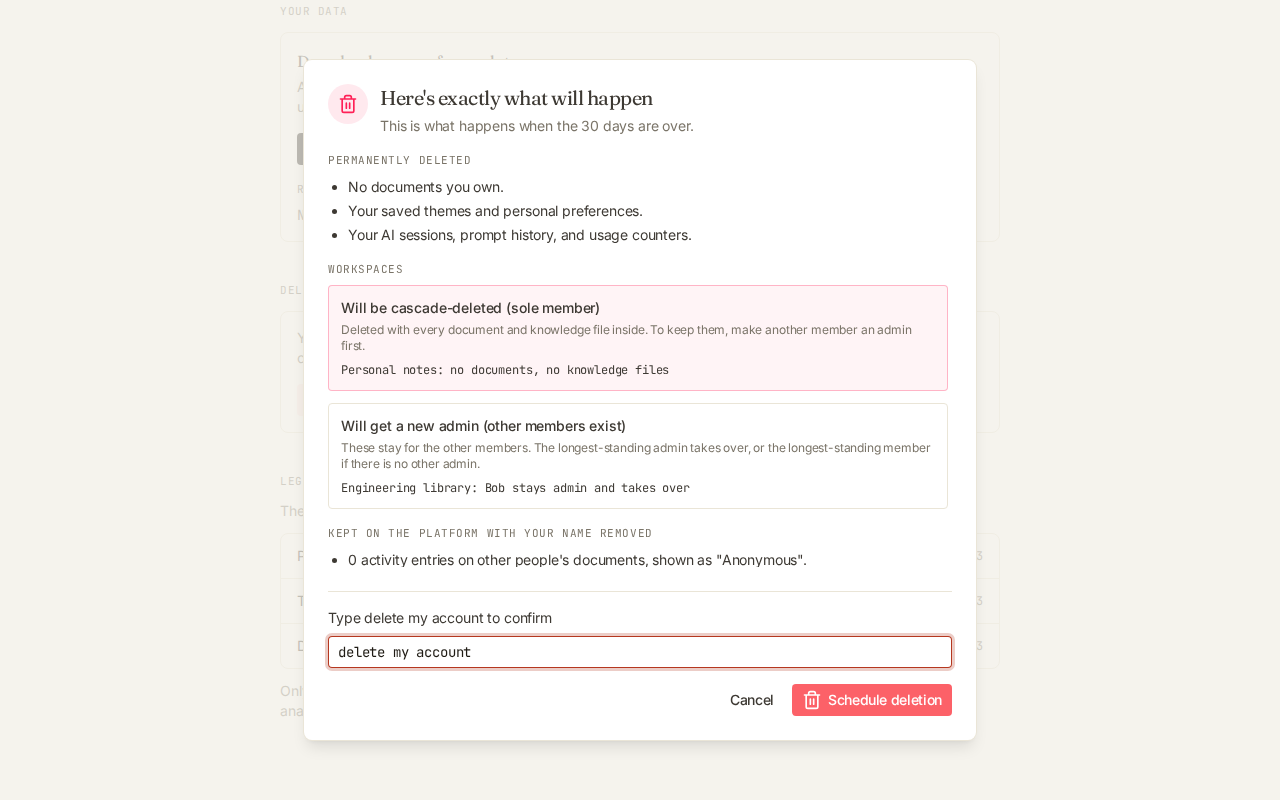 YOUR DATA
Here's exactly what will happen
This is what happens when the 30 days are over.
PERMANENTLY DELETED
No documents you own.
Your saved themes and personal preferences.
Your AI sessions, prompt history, and usage counters.
WORKSPACES
Will be cascade-deleted (sole member)
Deleted with every document and knowledge file inside. To keep them, make another member an admin
first.
Personal notes: no documents, no knowledge files
Will get a new admin (other members exist)
These stay for the other members. The longest-standing admin takes over, or the longest-standing member
if there is no other admin.
Engineering library: Bob stays admin and takes over
KEPT ON THE PLATFORM WITH YOUR NAME REMOVED
0 activity entries on other people's documents, shown as "Anonymous".
Type delete my account to confirm
delete my account
Cancel
Schedule deletion